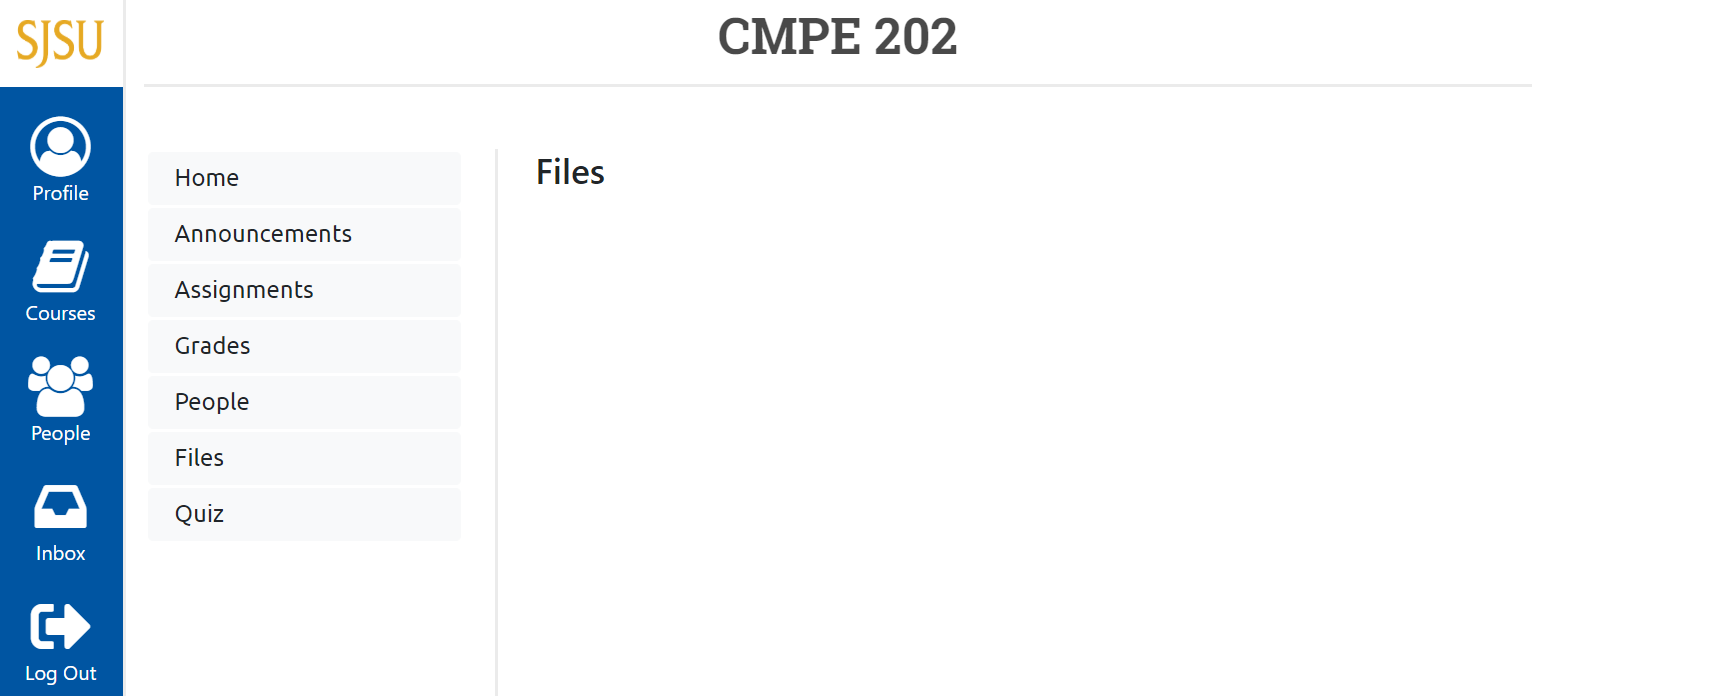 SJSU
CMPE 202
Profile
Courses
People
Inbox
Log Out
Home
Announcements
Assignments
Grades
People
Files
Quiz
Files